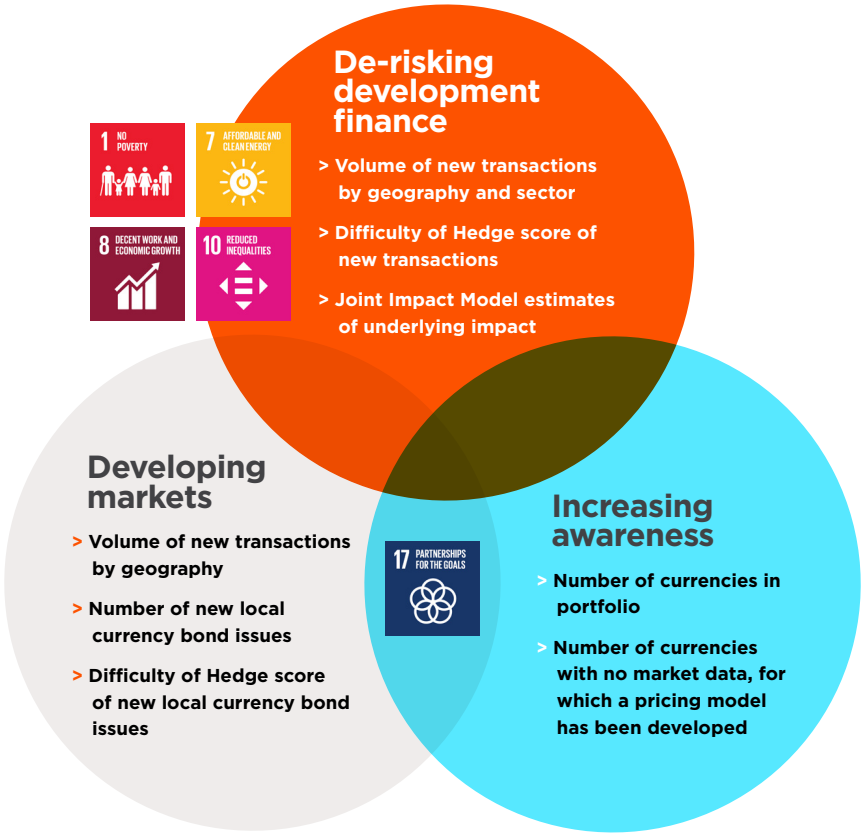 De-risking
development
finance
> Volume of new transactions
by geography and sector
> Difficulty of Hedge score of
new transactions
> Joint Impact Model estimates
of underlying impact
1 NO
POVERTY
7 AFFORDABLE AND
CLEAN ENERGY
8 DECENT WORK AND
ECONOMIC GROWTH
10 REDUCED
INEQUALITIES
Developing
markets
> Volume of new transactions
by geography
> Number of new local
currency bond issues
> Difficulty of Hedge score
of new local currency bond
issues
17 PARTNERSHIPS
FOR THE GOALS
Increasing
awareness
> Number of currencies in
portfolio
> Number of currencies
with no market data, for
which a pricing model
has been developed